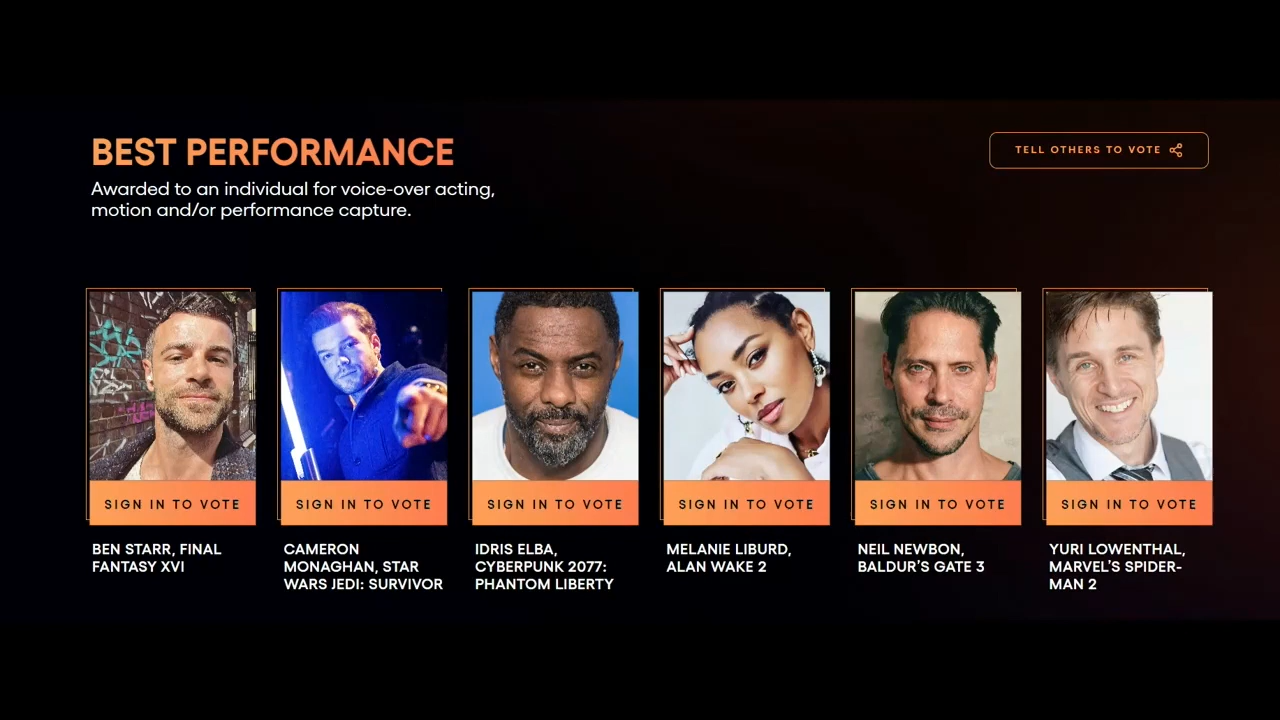 BEST PERFORMANCE
Awarded to an individual for voice-over acting,
motion and/or performance capture.
TELL OTHERS TO VOTE
SIGN IN TO VOTE
BEN STARR, FINAL
FANTASY XVI
SIGN IN TO VOTE
CAMERON
MONAGHAN, STAR
WARS JEDI: SURVIVOR
SIGN IN TO VOTE
IDRIS ELBA,
CYBERPUNK 2077:
PHANTOM LIBERTY
SIGN IN TO VOTE
MELANIE LIBURD,
ALAN WAKE 2
SIGN IN TO VOTE
NEIL NEWBON,
BALDUR’S GATE 3
SIGN IN TO VOTE
YURI LOWENTHAL,
MARVEL’S SPIDER-
MAN 2